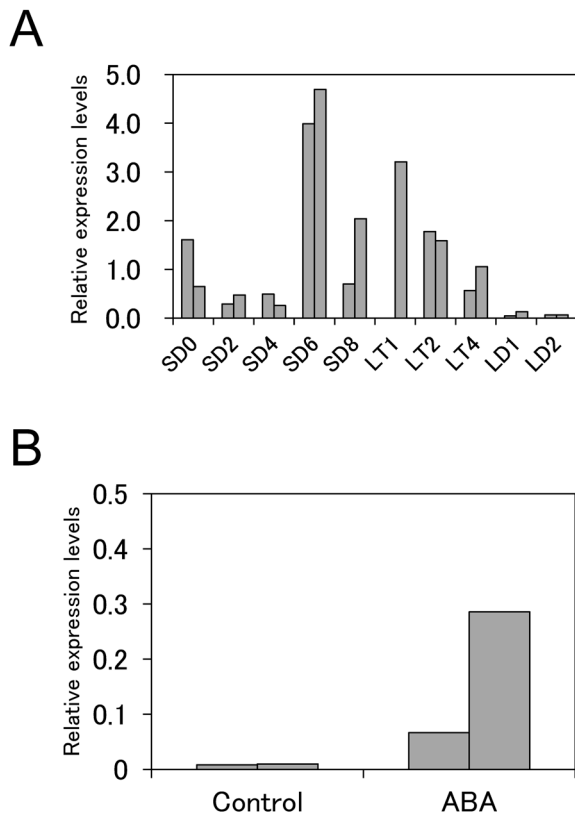 A
Relative expression levels
5.0
4.0
3.0
2.0
1.0
0.0
SD0 SD2 SD4 SD6 SD8 LT1 LT2 LT4 LD1 LD2
B
Relative expression levels
0.5
0.4
0.3
0.2
0.1
0
Control ABA